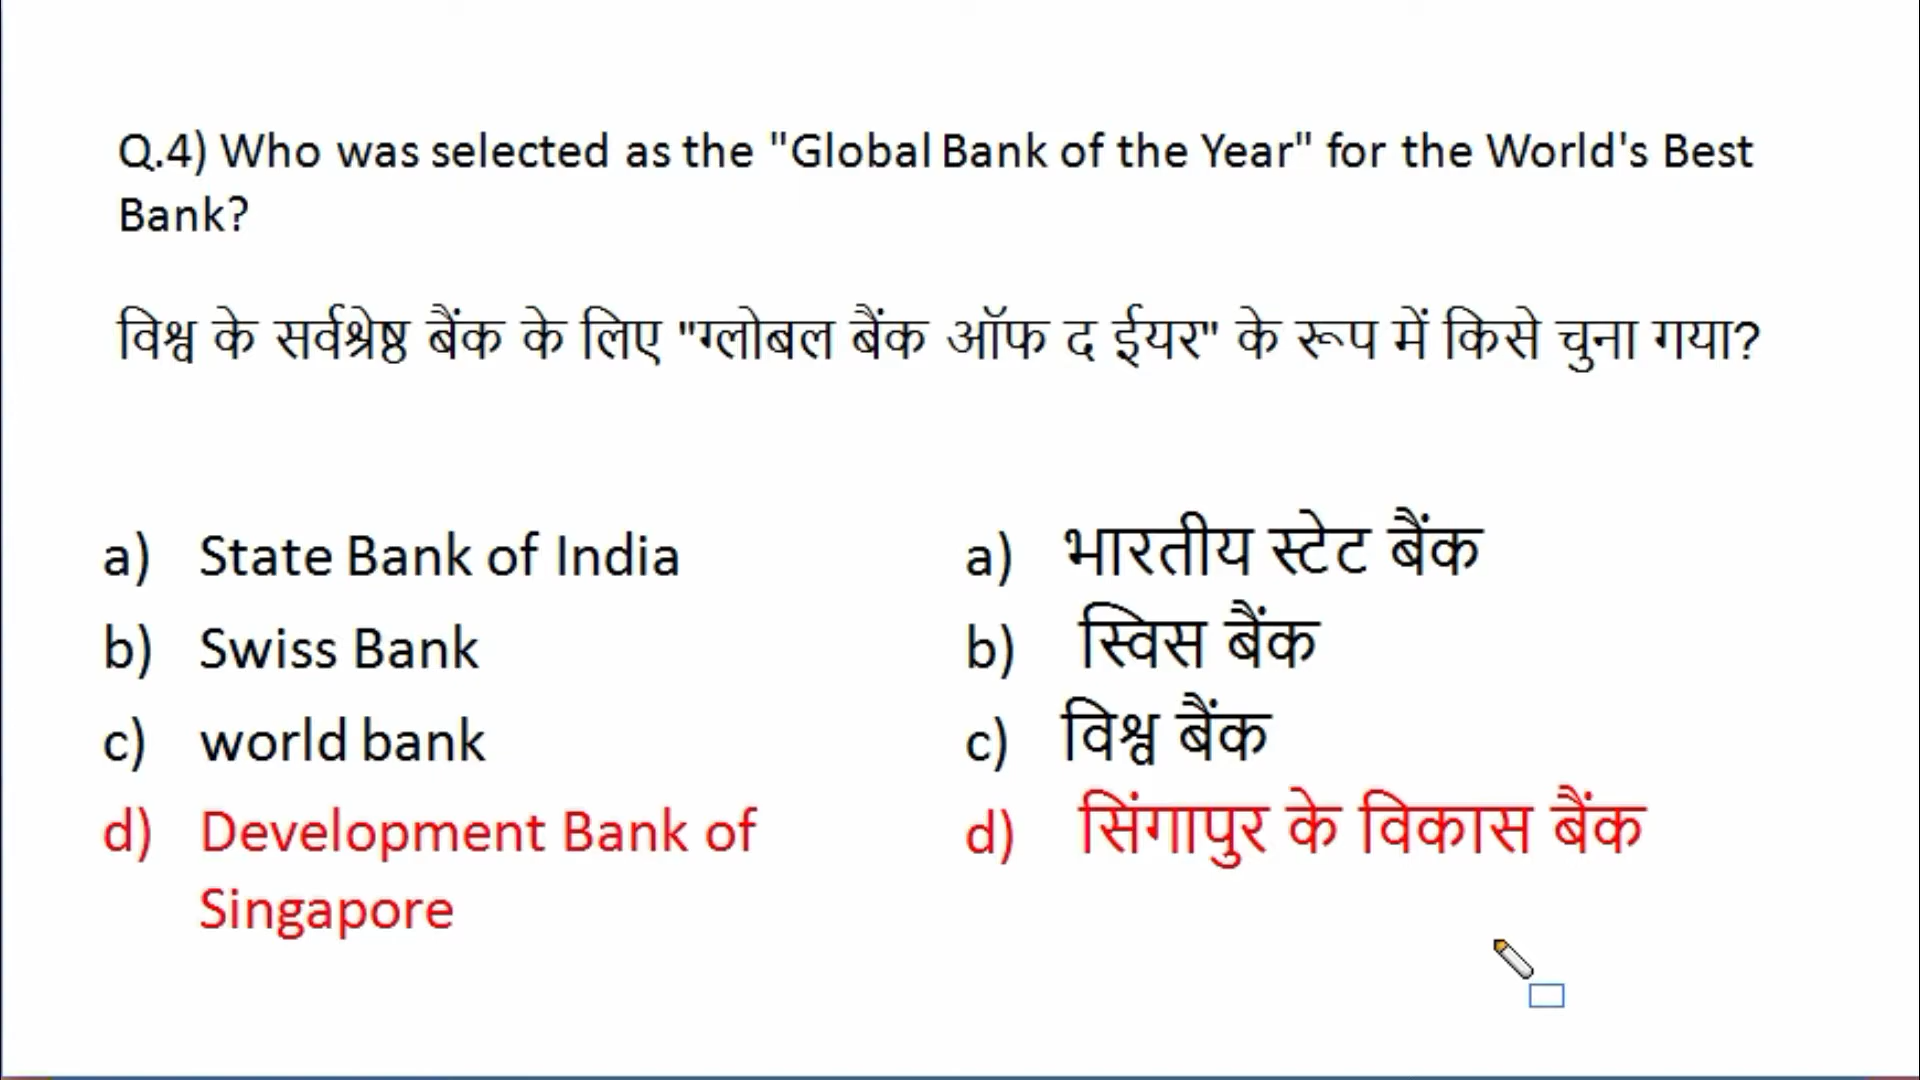 Q.4) Who was selected as the "Global Bank of the Year" for the World's Best
Bank?
विश्व के सर्वश्रेष्ठ बैंक के लिए "ग्लोबल बैंक ऑफ द ईयर" के रूप में किसे चुना गया?
a) State Bank of India
b) Swiss Bank
c) world bank
d) Development Bank of
Singapore
a) भारतीय स्टेट बैंक
b) स्विस बैंक
c) विश्व बैंक
d) सिंगापुर के विकास बैंक